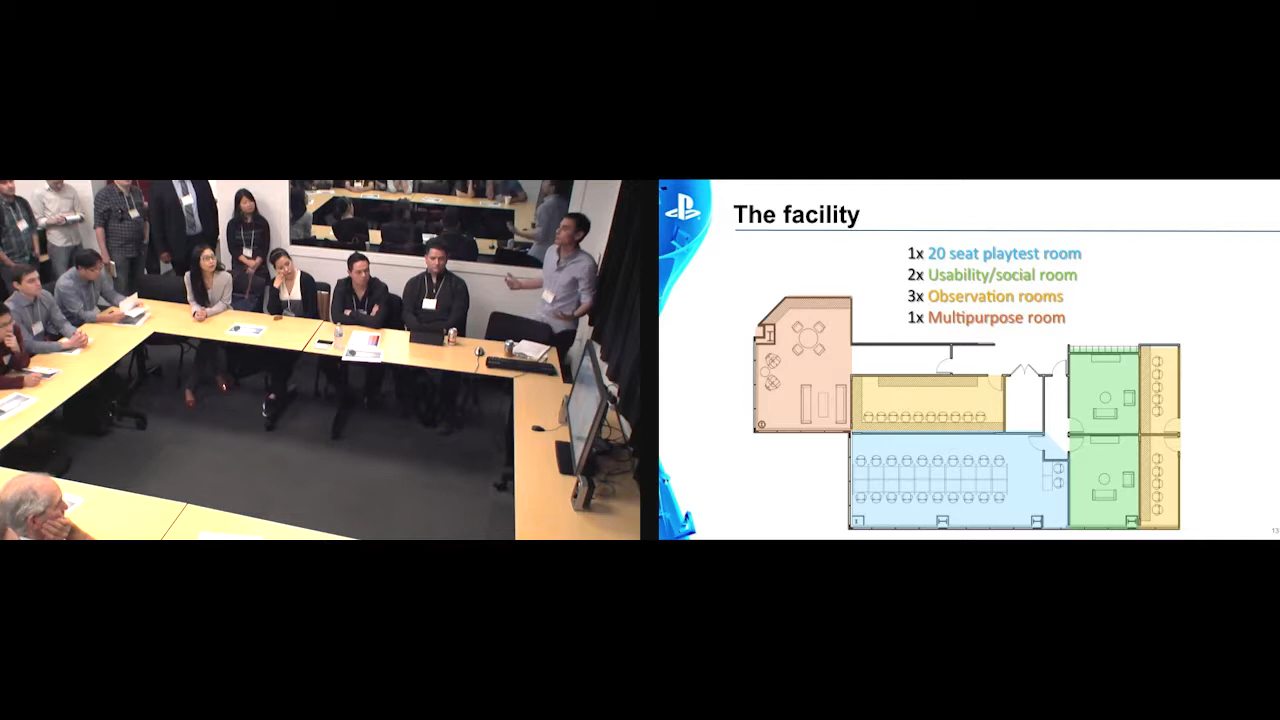 The facility
1x 20 seat playtest room
2x Usability/social room
3x Observation rooms
1x Multipurpose room
13